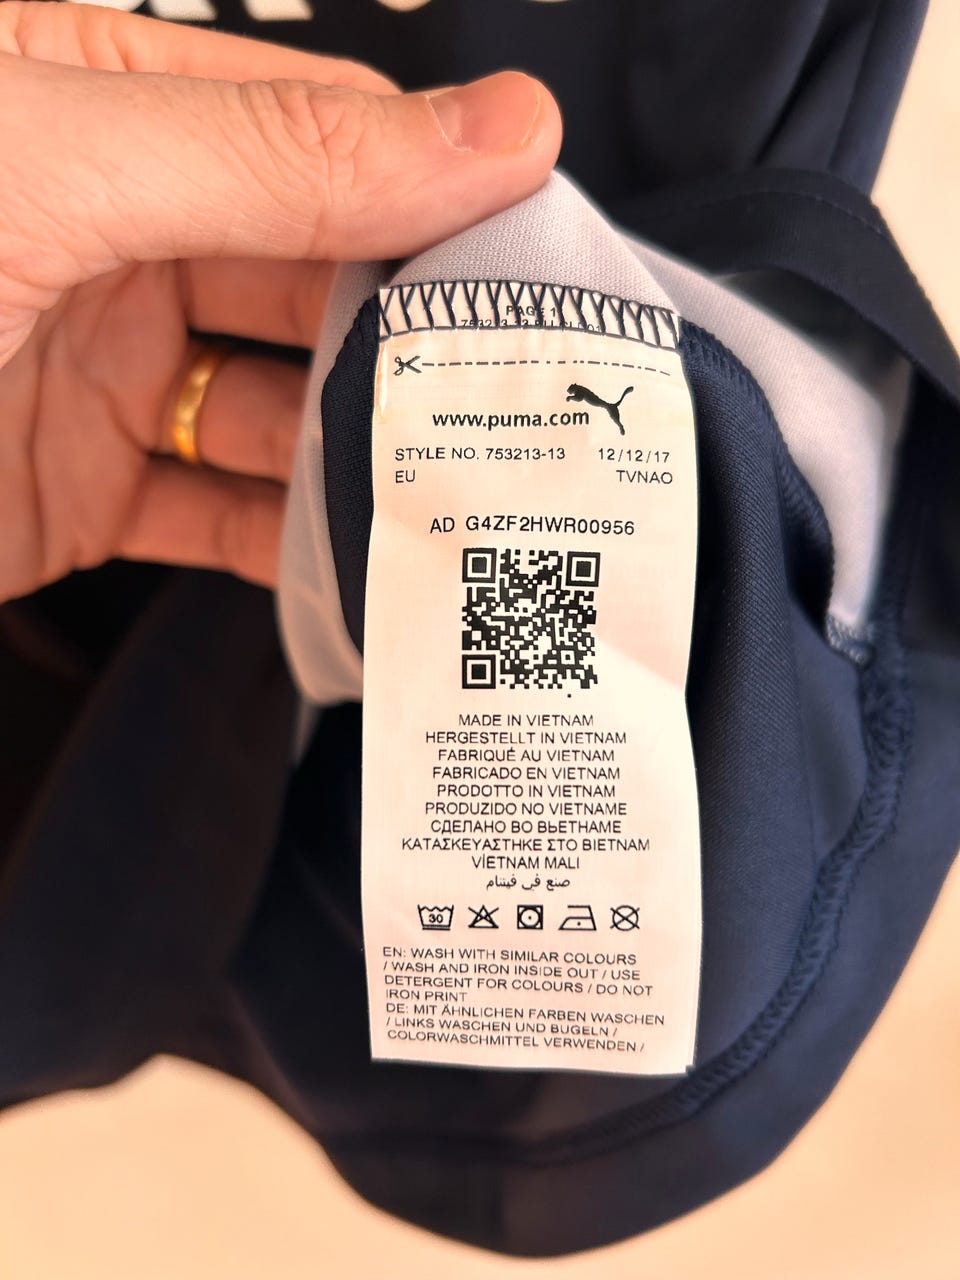 PAGE 1
www.puma.com
STYLE NO. 753213-13 12/12/17
EU TVNAO
AD G4ZF2HWR00956
MADE IN VIETNAM
HERGESTELLT IN VIETNAM
FABRIQUÉ AU VIETNAM
FABRICADO EN VIETNAM
PRODOTTO IN VIETNAM
PRODUZIDO NO VIETNAME
СДЕЛАНО ВО ВЬЕТНАМЕ
ΚΑΤΑΣΚΕΥΑΣΤΗΚΕ ΣΤΟ ΒΙΕΤΝΑΜ
VİETNAM MALI
صنع في فيتنام
30
EN: WASH WITH SIMILAR COLOURS
/ WASH AND IRON INSIDE OUT / USE
DETERGENT FOR COLOURS / DO NOT
IRON PRINT
DE: MIT ÄHNLICHEN FARBEN WASCHEN
/ LINKS WASCHEN UND BUGELN /
COLORWASCHMITTEL VERWENDEN /